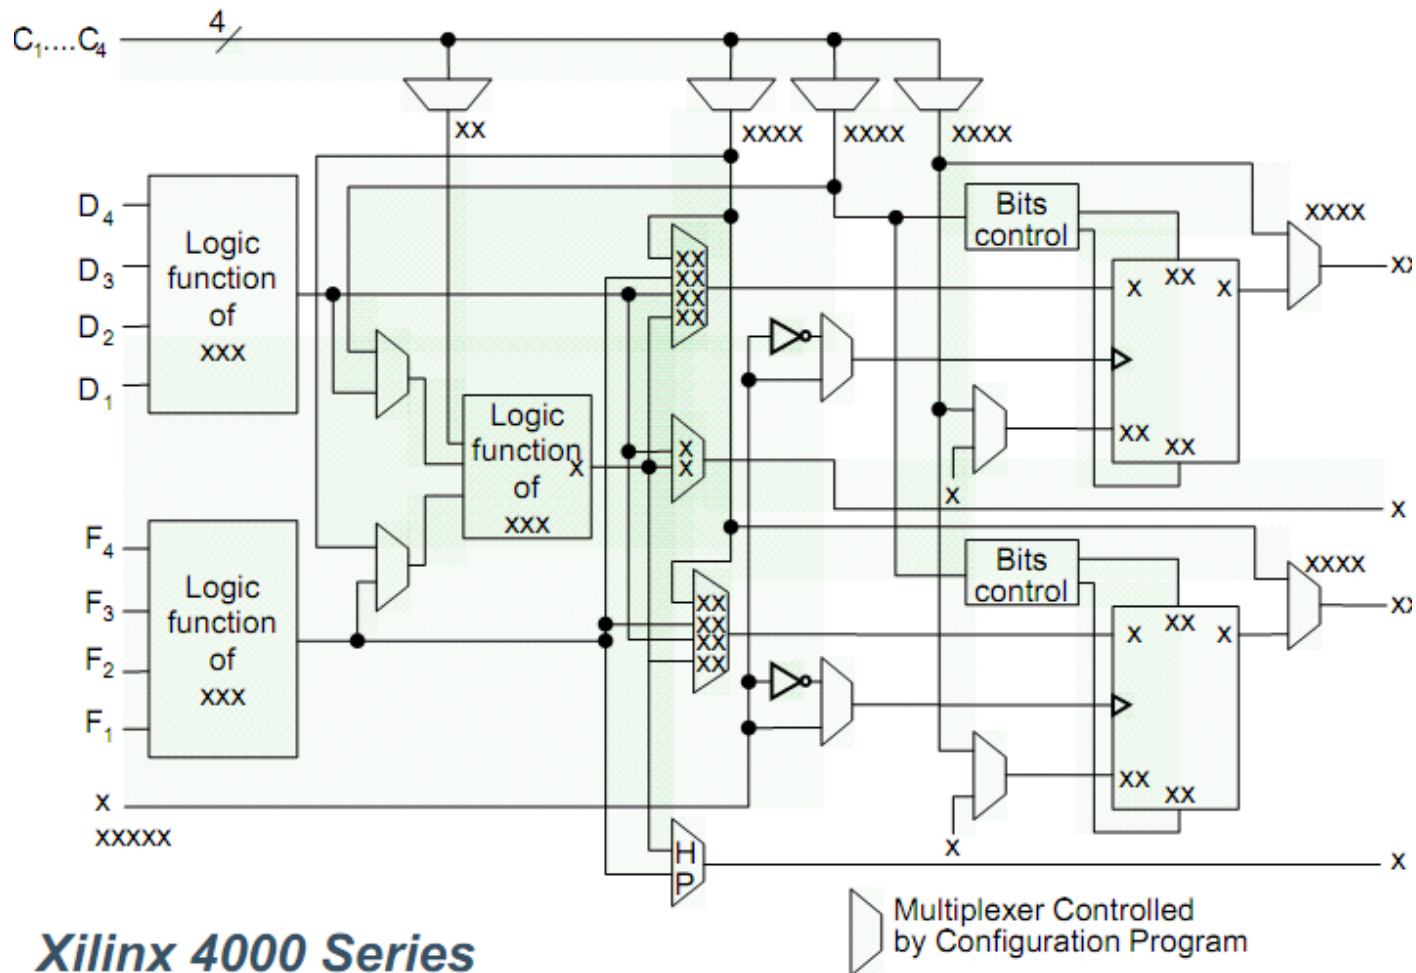 C1....C4
4
xx
xxxx
xxxx
xxxx
D4
D3
D2
D1
Logic
function
of
xxx
Bits
control
xxxx
xx
xx
xx
xx
xx
x
xx
x
xx
xx
x
Logic
function
of
xxx
x
x
x
x
F4
F3
F2
F1
Logic
function
of
xxx
Bits
control
xxxx
xx
xx
xx
xx
xx
x
xx
x
xx
xx
x
x
xxxxx
H
P
x
Multiplexer Controlled
by Configuration Program
Xilinx 4000 Series